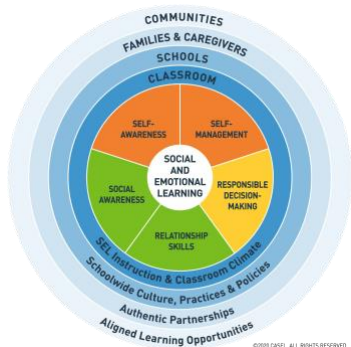 COMMUNITIES
FAMILIES & CAREGIVERS
SCHOOLS
CLASSROOM
SELF-
AWARENESS
SELF-
MANAGEMENT
SOCIAL
AND
EMOTIONAL
LEARNING
SOCIAL
AWARENESS
RESPONSIBLE
DECISION-
MAKING
RELATIONSHIP
SKILLS
SEL Instruction & Classroom Climate
Schoolwide Culture, Practices & Policies
Authentic Partnerships
Aligned Learning Opportunities
©2020 CASEL. ALL RIGHTS RESERVED.